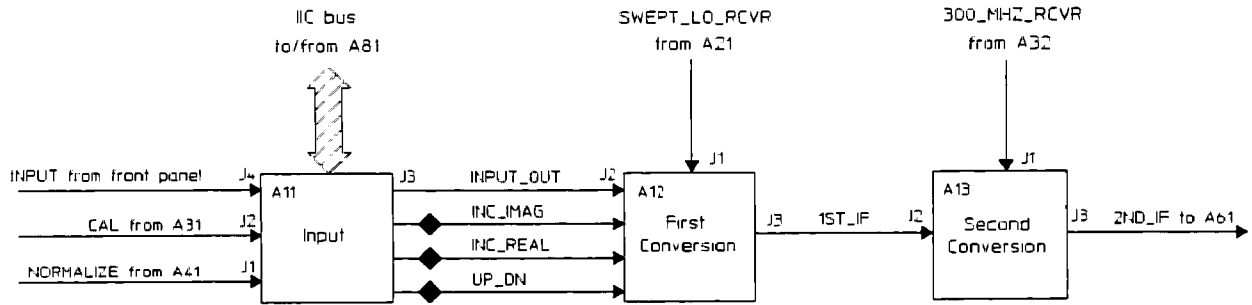 IIC bus
to/from A81
SWEPT_LO_RCVR
from A21
300_MHZ_RCVR
from A32
INPUT from front panel
J4
CAL from A31
J2
NORMALIZE from A41
J1
A11
Input
J3
INPUT_OUT
J2
INC_IMAG
INC_REAL
UP_DN
J1
A12
First
Conversion
J3
1ST_IF
J2
J1
A13
Second
Conversion
J3
2ND_IF to A61